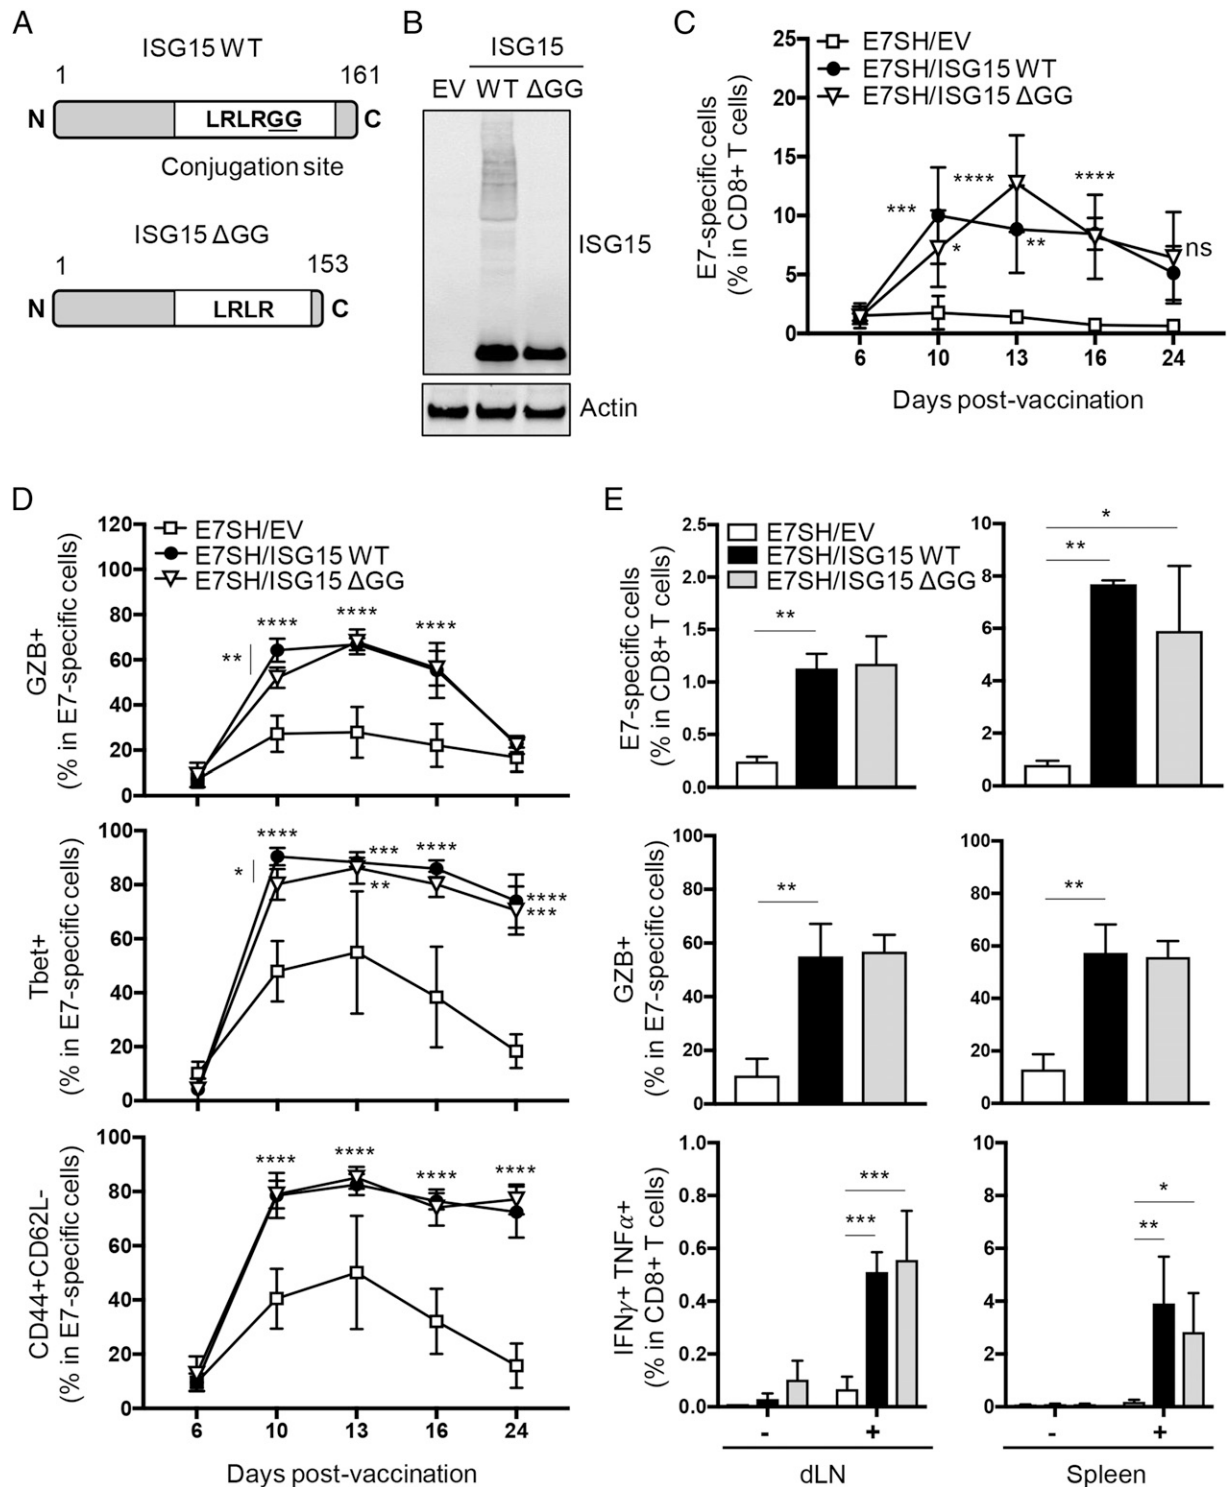 A
ISG15 WT
1 161
N LRLRGG C
Conjugation site
ISG15 ΔGG
1 153
N LRLR C
B
ISG15
EV WT ΔGG
ISG15
Actin
C
E7SH/EV
E7SH/ISG15 WT
E7SH/ISG15 ΔGG
E7-specific cells
(% in CD8+ T cells)
25
20
15
10
5
0
*** **** ****
* ** ns
6 10 13 16 24
Days post-vaccination
D
E7SH/EV
E7SH/ISG15 WT
E7SH/ISG15 ΔGG
GZB+
(% in E7-specific cells)
120
100
80
60
40
20
0
**** **** ****
**
Tbet+
(% in E7-specific cells)
100
80
60
40
20
0
**** *** ****
* ** ****
***
CD44+CD62L-
(% in E7-specific cells)
100
80
60
40
20
0
**** **** **** ****
6 10 13 16 24
Days post-vaccination
E
E7SH/EV
E7SH/ISG15 WT
E7SH/ISG15 ΔGG
E7-specific cells
(% in CD8+ T cells)
2.5
2.0
1.5
1.0
0.5
0.0
**
10
8
6
4
2
0
*
**
GZB+
(% in E7-specific cells)
100
80
60
40
20
0
**
100
80
60
40
20
0
**
IFNγ+ TNFα+
(% in CD8+ T cells)
1.0
0.8
0.6
0.4
0.2
0.0
***
***
- +
dLN
10
8
6
4
2
0
*
**
- +
Spleen